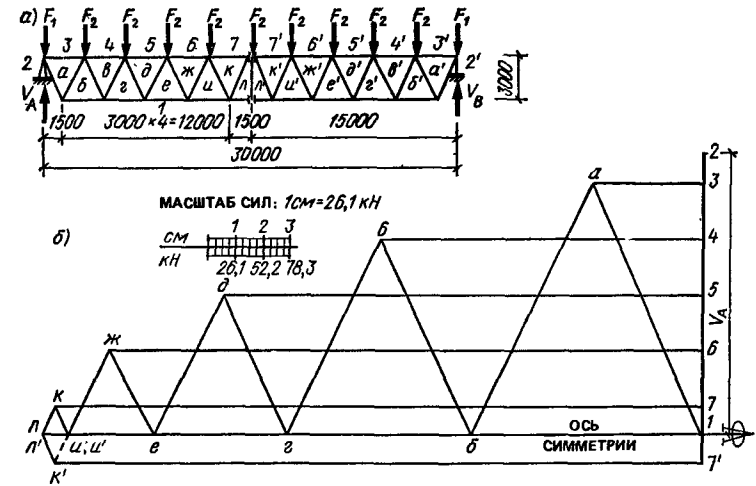 а) F1 F2 F2 F2 F2 F2 F2 F2 F2 F2 F1
3 4 5 6 7 7' 6' 5' 4' 3'
2 2'
а б в г д е ж и к л л' к' и' ж' е' д' г' в' б' а'
VA VB
1
3000
1500 3000×4=12000 1500 15000
30000
МАСШТАБ СИЛ: 1см=26,1 кН
б)
см 1 2 3
кН 26,1 52,2 78,3
2
а 3
б 4
д 5
VA
ж 6
к 7
л 1
ОСЬ
л' и;и' е г б
СИММЕТРИИ
к' 7'